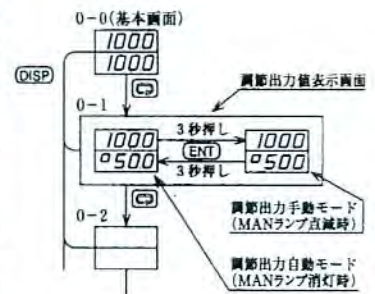 0-0(基本画面)
1000
1000
DISP
0-1
調節出力値表示画面
1000 3秒押し 1000
ENT
o500 3秒押し o500
0-2
調節出力手動モード
(MANランプ点滅時)
調節出力自動モード
(MANランプ消灯時)